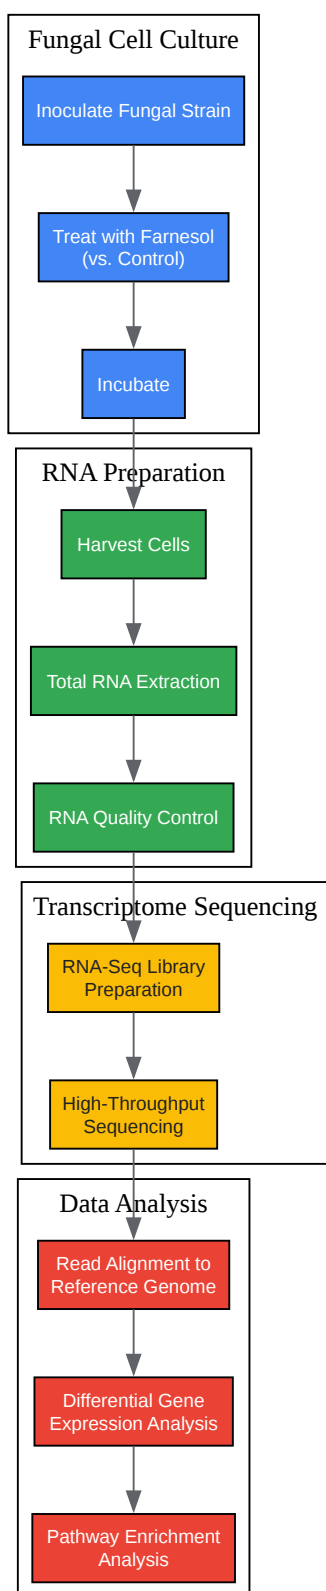 Fungal Cell Culture
Inoculate Fungal Strain
Treat with Farnesol
(vs. Control)
Incubate
RNA Preparation
Harvest Cells
Total RNA Extraction
RNA Quality Control
Transcriptome Sequencing
RNA-Seq Library
Preparation
High-Throughput
Sequencing
Data Analysis
Read Alignment to
Reference Genome
Differential Gene
Expression Analysis
Pathway Enrichment
Analysis